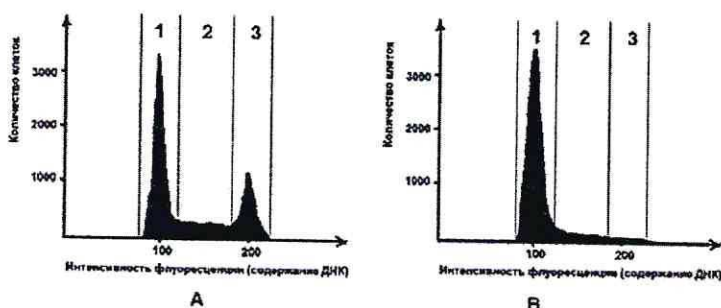 1 2 3
Количество клеток
3000
2000
1000
100 200
Интенсивность флуоресценции (содержание ДНК)
А
1 2 3
Количество клеток
3000
2000
1000
100 200
Интенсивность флуоресценции (содержание ДНК)
В